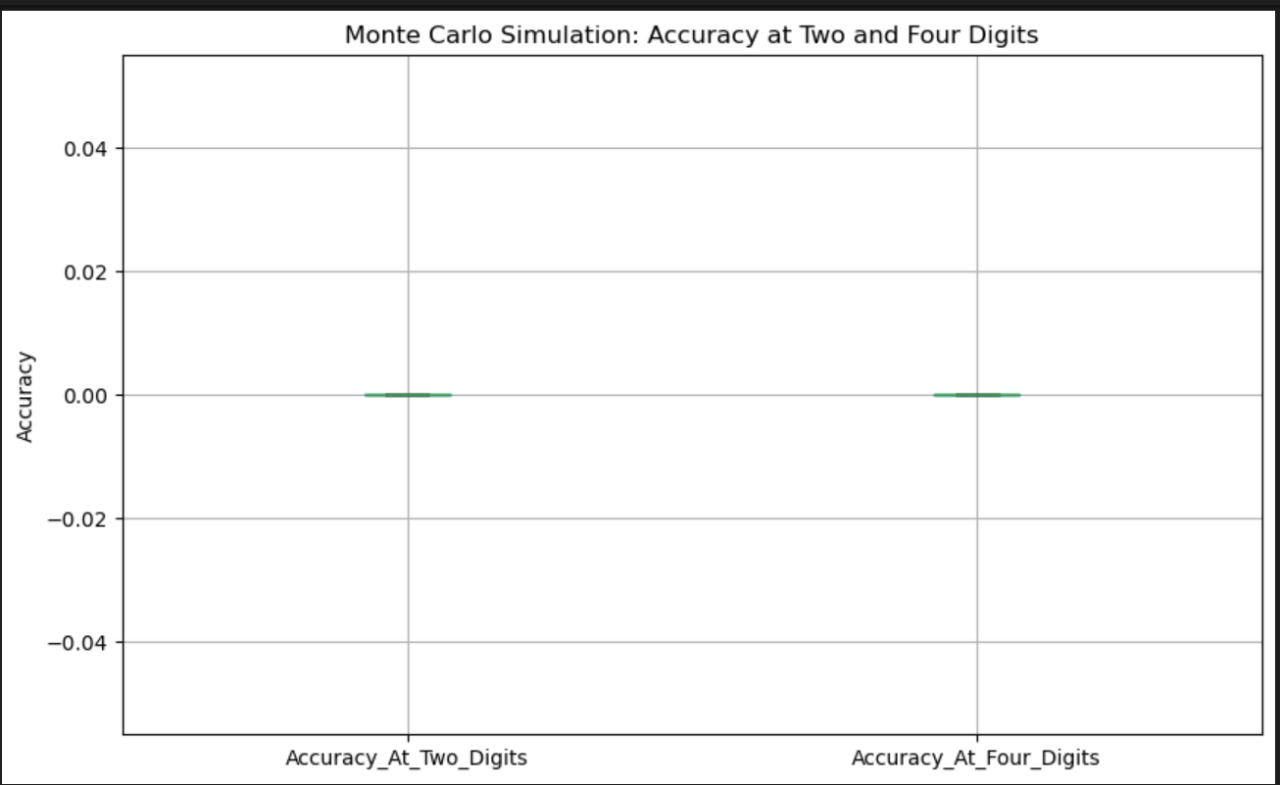 Monte Carlo Simulation: Accuracy at Two and Four Digits
Accuracy
0.04
0.02
0.00
−0.02
−0.04
Accuracy_At_Two_Digits
Accuracy_At_Four_Digits